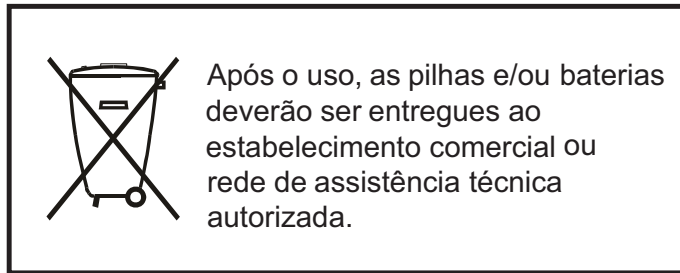 Após o uso, as pilhas e/ou baterias
deverão ser entregues ao
estabelecimento comercial ou
rede de assistência técnica
autorizada.